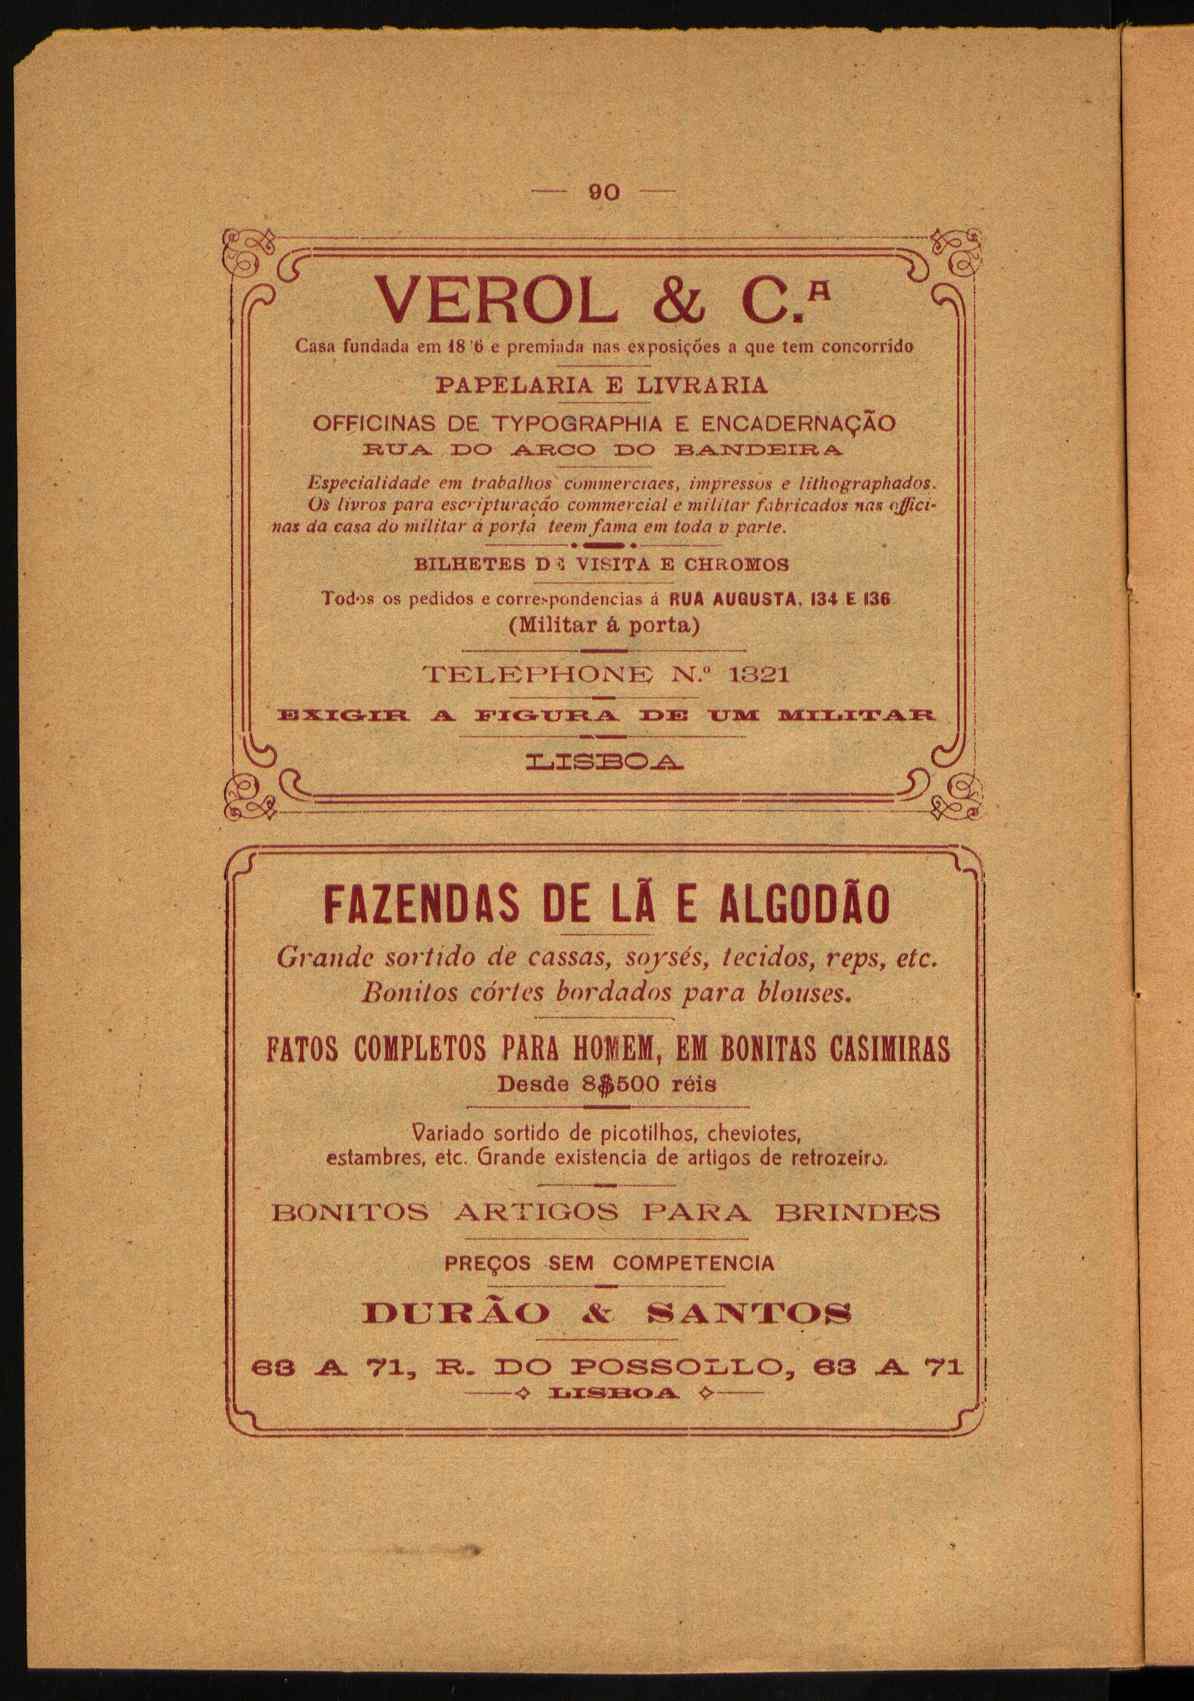 — 90 —
VEROL & C.ª
Casa fundada em e premiada nas exposições a que tem concorrido
PAPELARIA E LIVRARIA
OFFICINAS DE TYPOGRAPHIA E ENCADERNAÇÃO
RUA DO ARCO DO BANDEIRA
Especialidade em trabalhos commerciaes, impressos e lithographados.
Os livros para escripturação commercial e militar fabricados nas offici-
nas da casa do militar á porta teem fama em toda a parte.
BILHETES DE VISITA E CHROMOS
Todos os pedidos e correspondencias á RUA AUGUSTA, 134 E 136
(Militar á porta)
TELEPHONE N.º 1321
EXIGIR A FIGURA DE UM MILITAR
LISBOA
FAZENDAS DE LÃ E ALGODÃO
Grande sortido de cassas, soysés, tecidos, reps, etc.
Bonitos córtes bordados para blouses.
FATOS COMPLETOS PARA HOMEM, EM BONITAS CASIMIRAS
Desde 8$500 réis
Variado sortido de picotilhos, cheviotes,
estambres, etc. Grande existencia de artigos de retrozeiro.
BONITOS ARTIGOS PARA BRINDES
PREÇOS SEM COMPETENCIA
DURÃO & SANTOS
63 A 71, R. DO POSSOLLO, 63 A 71
LISBOA